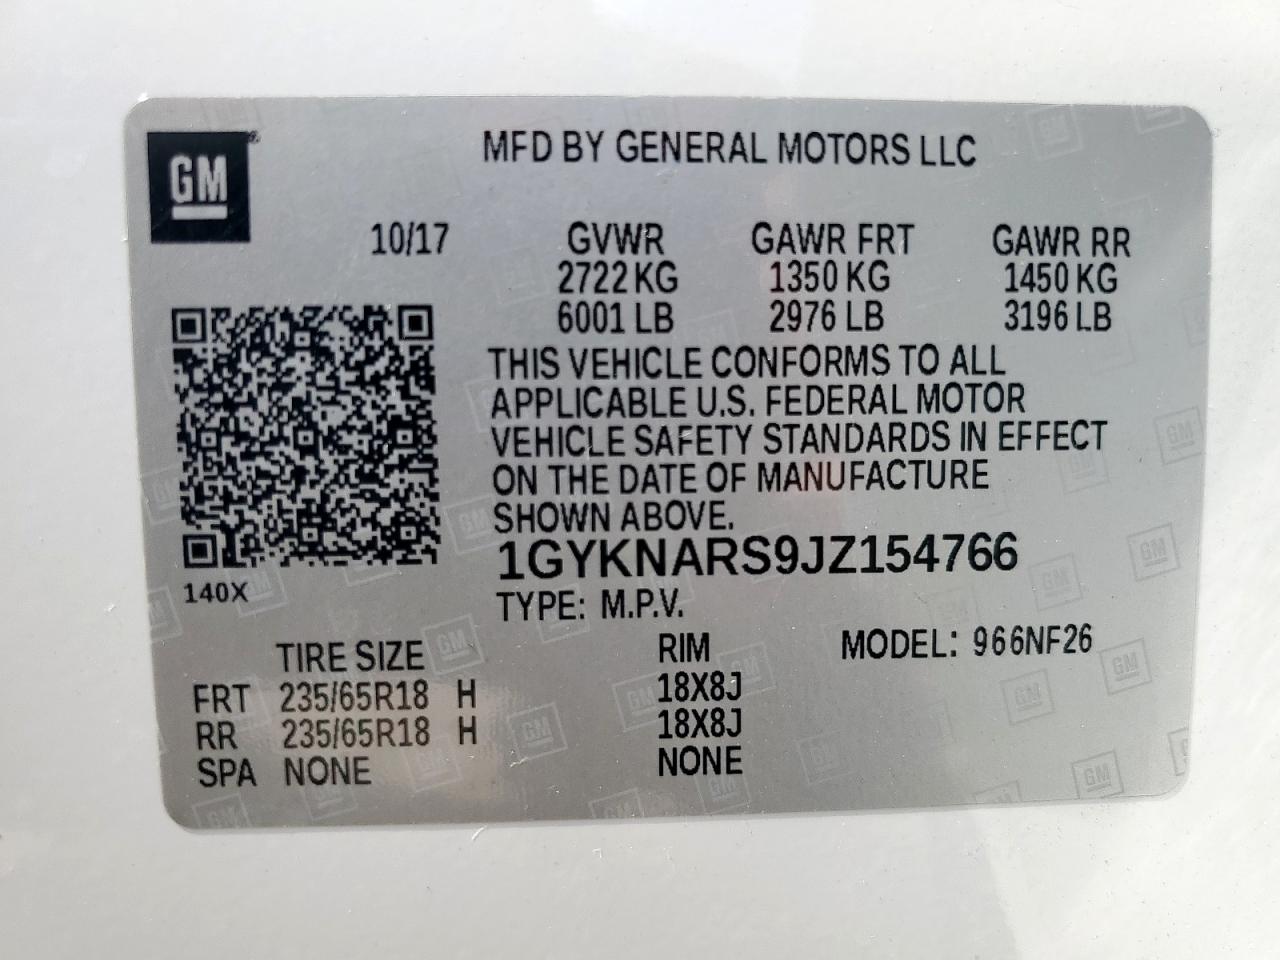 MFD BY GENERAL MOTORS LLC
GM®
10/17 GVWR GAWR FRT GAWR RR
2722 KG 1350 KG 1450 KG
6001 LB 2976 LB 3196 LB
THIS VEHICLE CONFORMS TO ALL
APPLICABLE U.S. FEDERAL MOTOR
VEHICLE SAFETY STANDARDS IN EFFECT
ON THE DATE OF MANUFACTURE
SHOWN ABOVE.
1GYKNARS9JZ154766
140X
TYPE: M.P.V.
TIRE SIZE RIM MODEL: 966NF26
FRT 235/65R18 H 18X8J
RR 235/65R18 H 18X8J
SPA NONE NONE